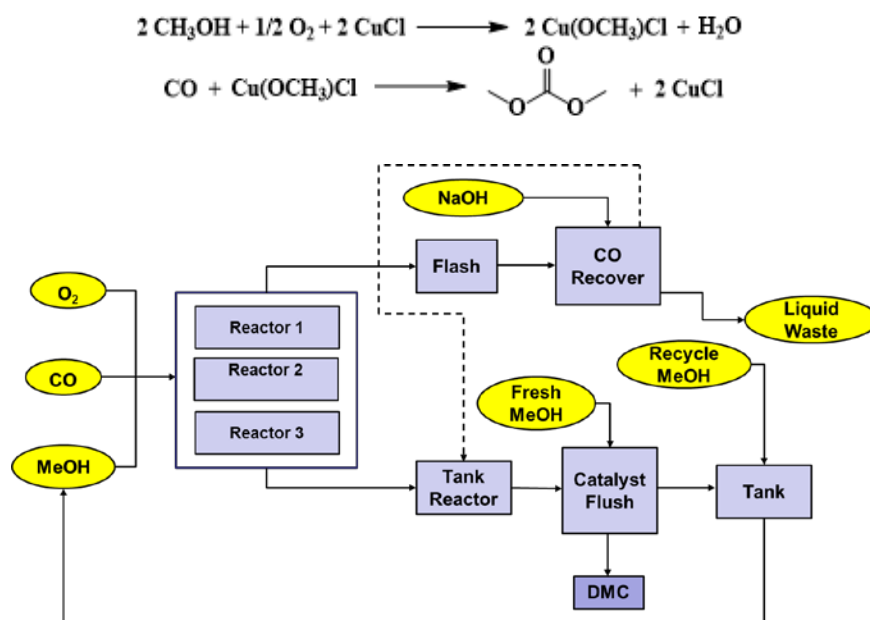 2 CH₃OH + 1/2 O₂ + 2 CuCl ⟶ 2 Cu(OCH₃)Cl + H₂O
O
CO + Cu(OCH₃)Cl ⟶ O O + 2 CuCl
NaOH
Flash
CO
Recover
O₂
Reactor 1
Liquid
Waste
CO
Reactor 2
Recycle
MeOH
Fresh
MeOH
Reactor 3
MeOH
Tank
Reactor
Catalyst
Flush
Tank
DMC